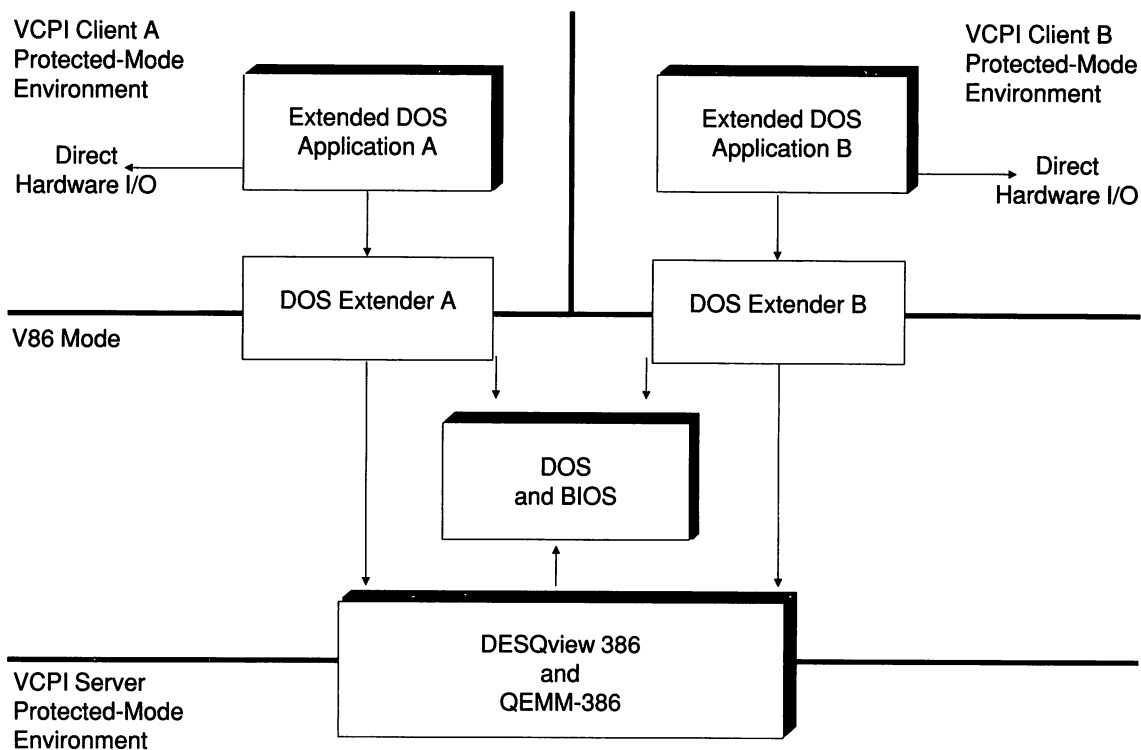 VCPI Client A
Protected-Mode
Environment
VCPI Client B
Protected-Mode
Environment
Extended DOS
Application A
Extended DOS
Application B
Direct
Hardware I/O
Direct
Hardware I/O
DOS Extender A
DOS Extender B
V86 Mode
DOS
and BIOS
DESQview 386
and
QEMM-386
VCPI Server
Protected-Mode
Environment